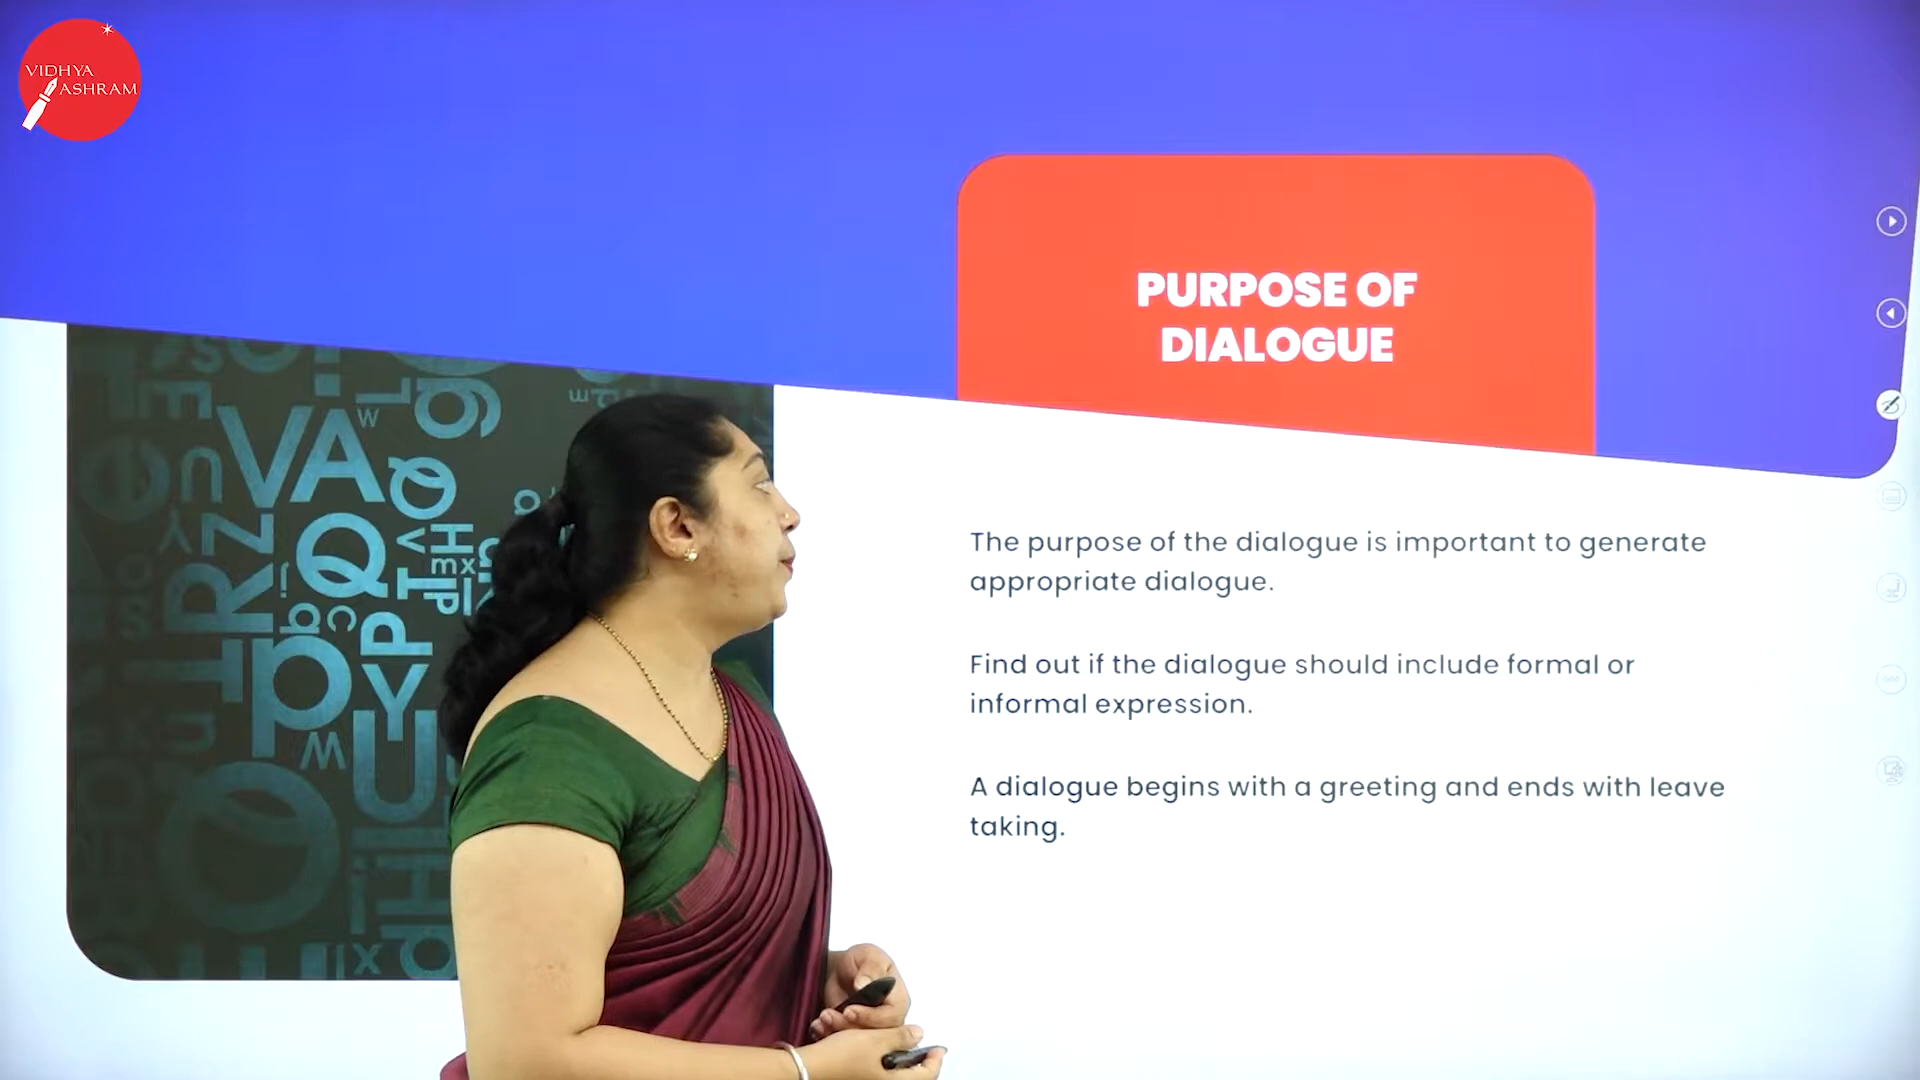 VIDHYA
ASHRAM
PURPOSE OF
DIALOGUE
The purpose of the dialogue is important to generate
appropriate dialogue.
Find out if the dialogue should include formal or
informal expression.
A dialogue begins with a greeting and ends with leave
taking.